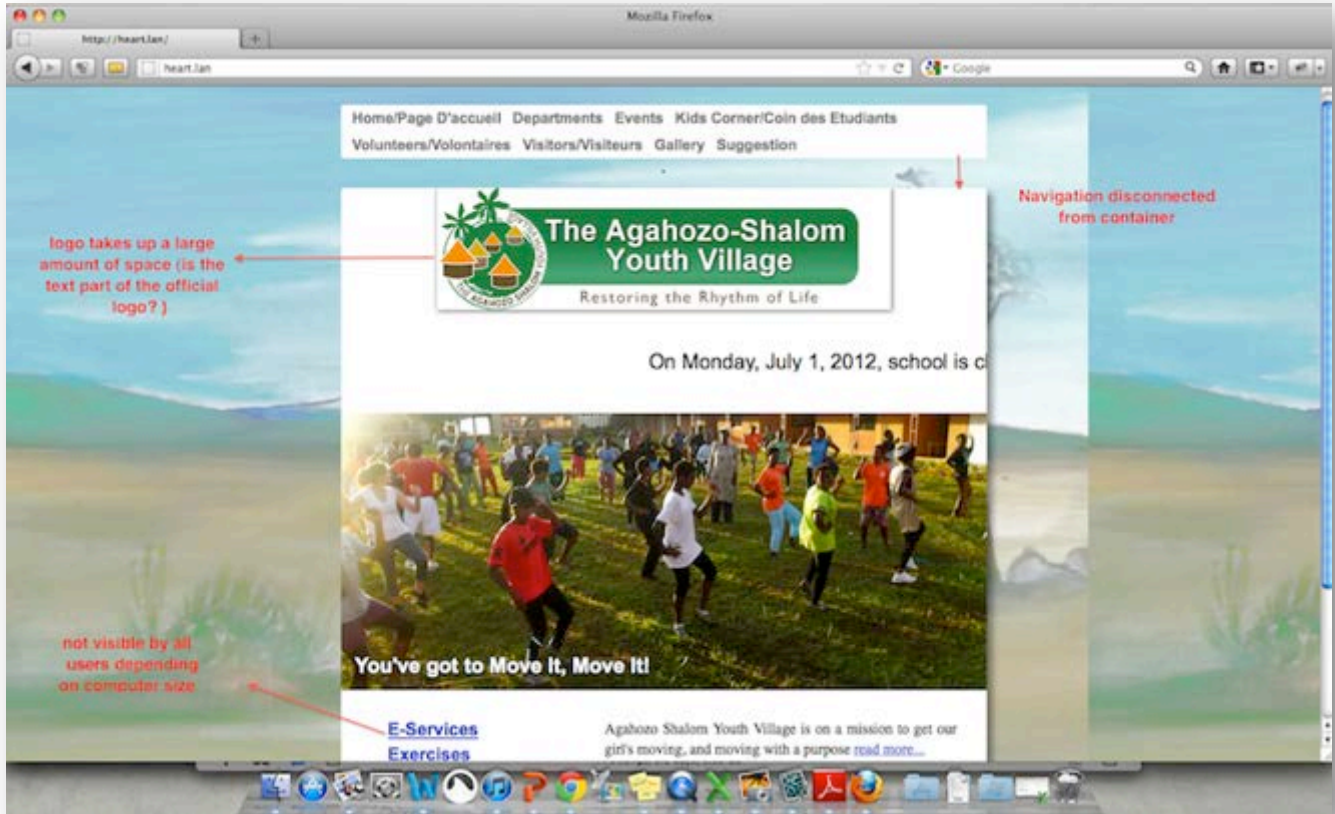 Mozilla Firefox
http://heart.lan/
heart.lan
Google
Home/Page D'accueil Departments Events Kids Corner/Coin des Etudiants
Volunteers/Volontaires Visitors/Visiteurs Gallery Suggestion
Navigation disconnected
from container
logo takes up a large
amount of space (is the
text part of the official
logo? )
The Agahozo-Shalom
Youth Village
Restoring the Rhythm of Life
THE AGAHOZO SHALOM YOUTH
On Monday, July 1, 2012, school is cl
You've got to Move It, Move It!
not visible by all
users depending
on computer size
E-Services
Exercises
Agahozo Shalom Youth Village is on a mission to get our
girl's moving, and moving with a purpose read more...